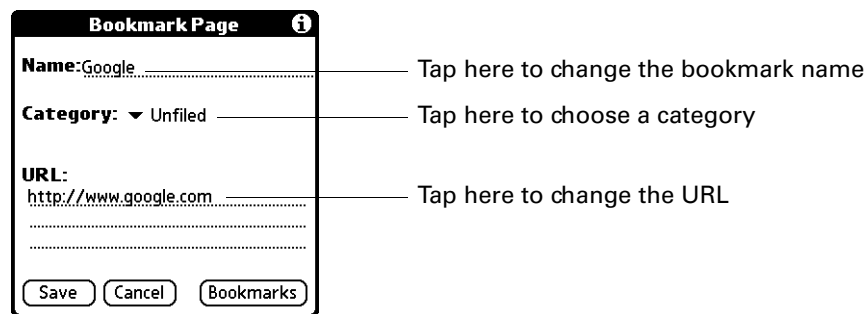 Bookmark Page i
Name: Google Tap here to change the bookmark name
Category: Unfiled Tap here to choose a category
URL:
http://www.google.com Tap here to change the URL
Save Cancel Bookmarks